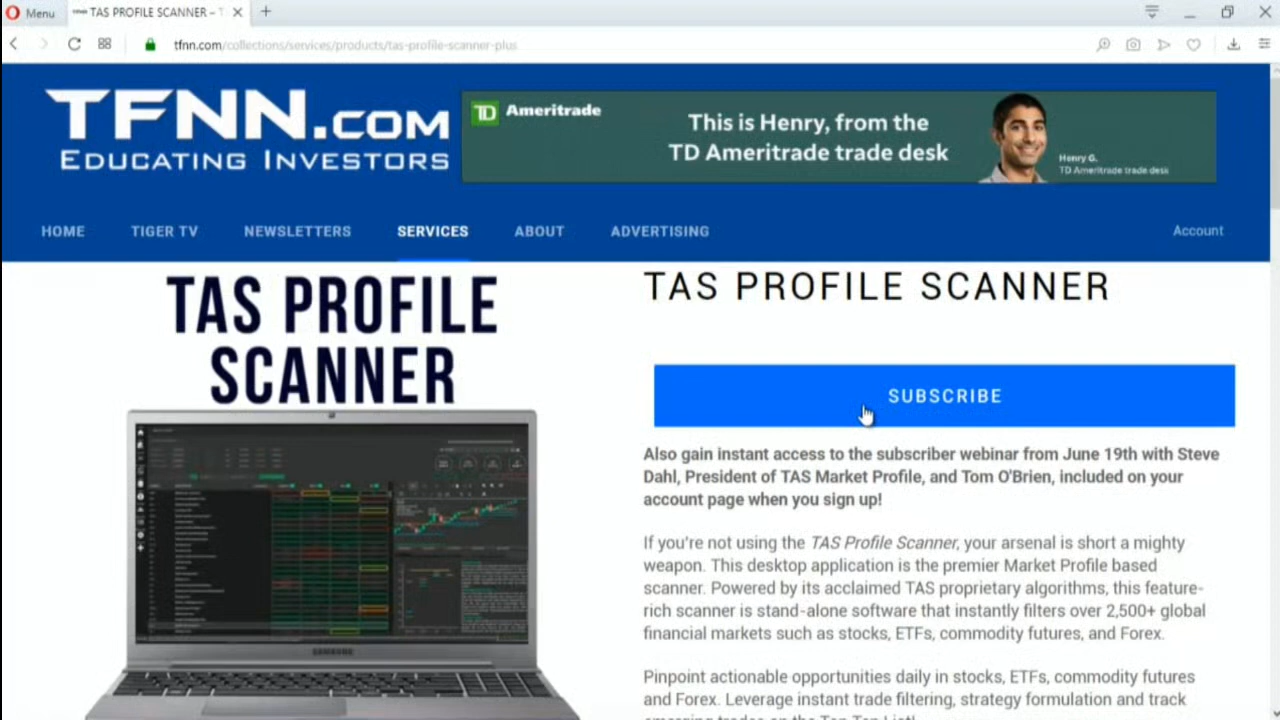 Menu
TAS PROFILE SCANNER –
tfnn.com/collections/services/products/tas-profile-scanner-plus
TFNN.COM
EDUCATING INVESTORS
TD Ameritrade
This is Henry, from the
TD Ameritrade trade desk
Henry G.
TD Ameritrade trade desk
HOME
TIGER TV
NEWSLETTERS
SERVICES
ABOUT
ADVERTISING
Account
TAS PROFILE
SCANNER
SAMSUNG
TAS PROFILE SCANNER
SUBSCRIBE
Also gain instant access to the subscriber webinar from June 19th with Steve
Dahl, President of TAS Market Profile, and Tom O'Brien, included on your
account page when you sign up!
If you're not using the TAS Profile Scanner, your arsenal is short a mighty
weapon. This desktop application is the premier Market Profile based
scanner. Powered by its acclaimed TAS proprietary algorithms, this feature-
rich scanner is stand-alone software that instantly filters over 2,500+ global
financial markets such as stocks, ETFs, commodity futures, and Forex.
Pinpoint actionable opportunities daily in stocks, ETFs, commodity futures
and Forex. Leverage instant trade filtering, strategy formulation and track
emerging trades on the Top Ten List!